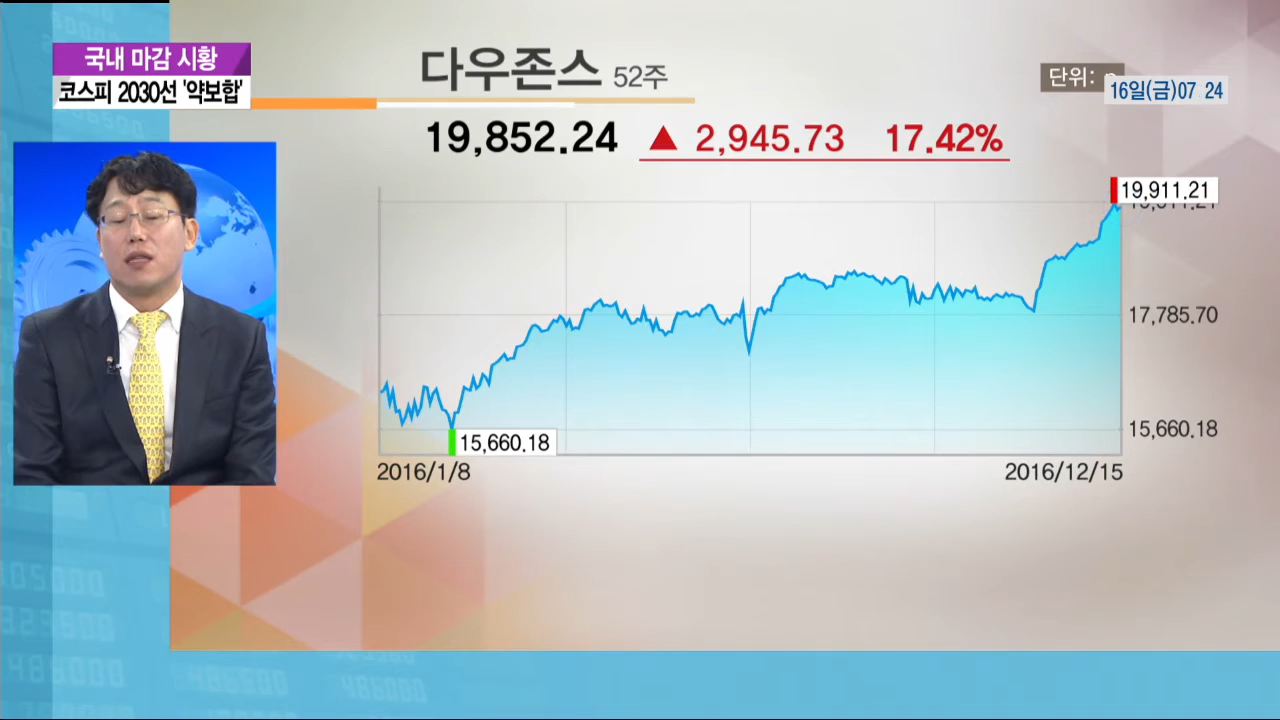 국내 마감 시황
코스피 2030선 '약보합'
다우존스 52주
단위: p
16일(금)07 24
19,852.24 ▲ 2,945.73 17.42%
19,911.21
19,911.21
17,785.70
15,660.18
15,660.18
2016/1/8
2016/12/15